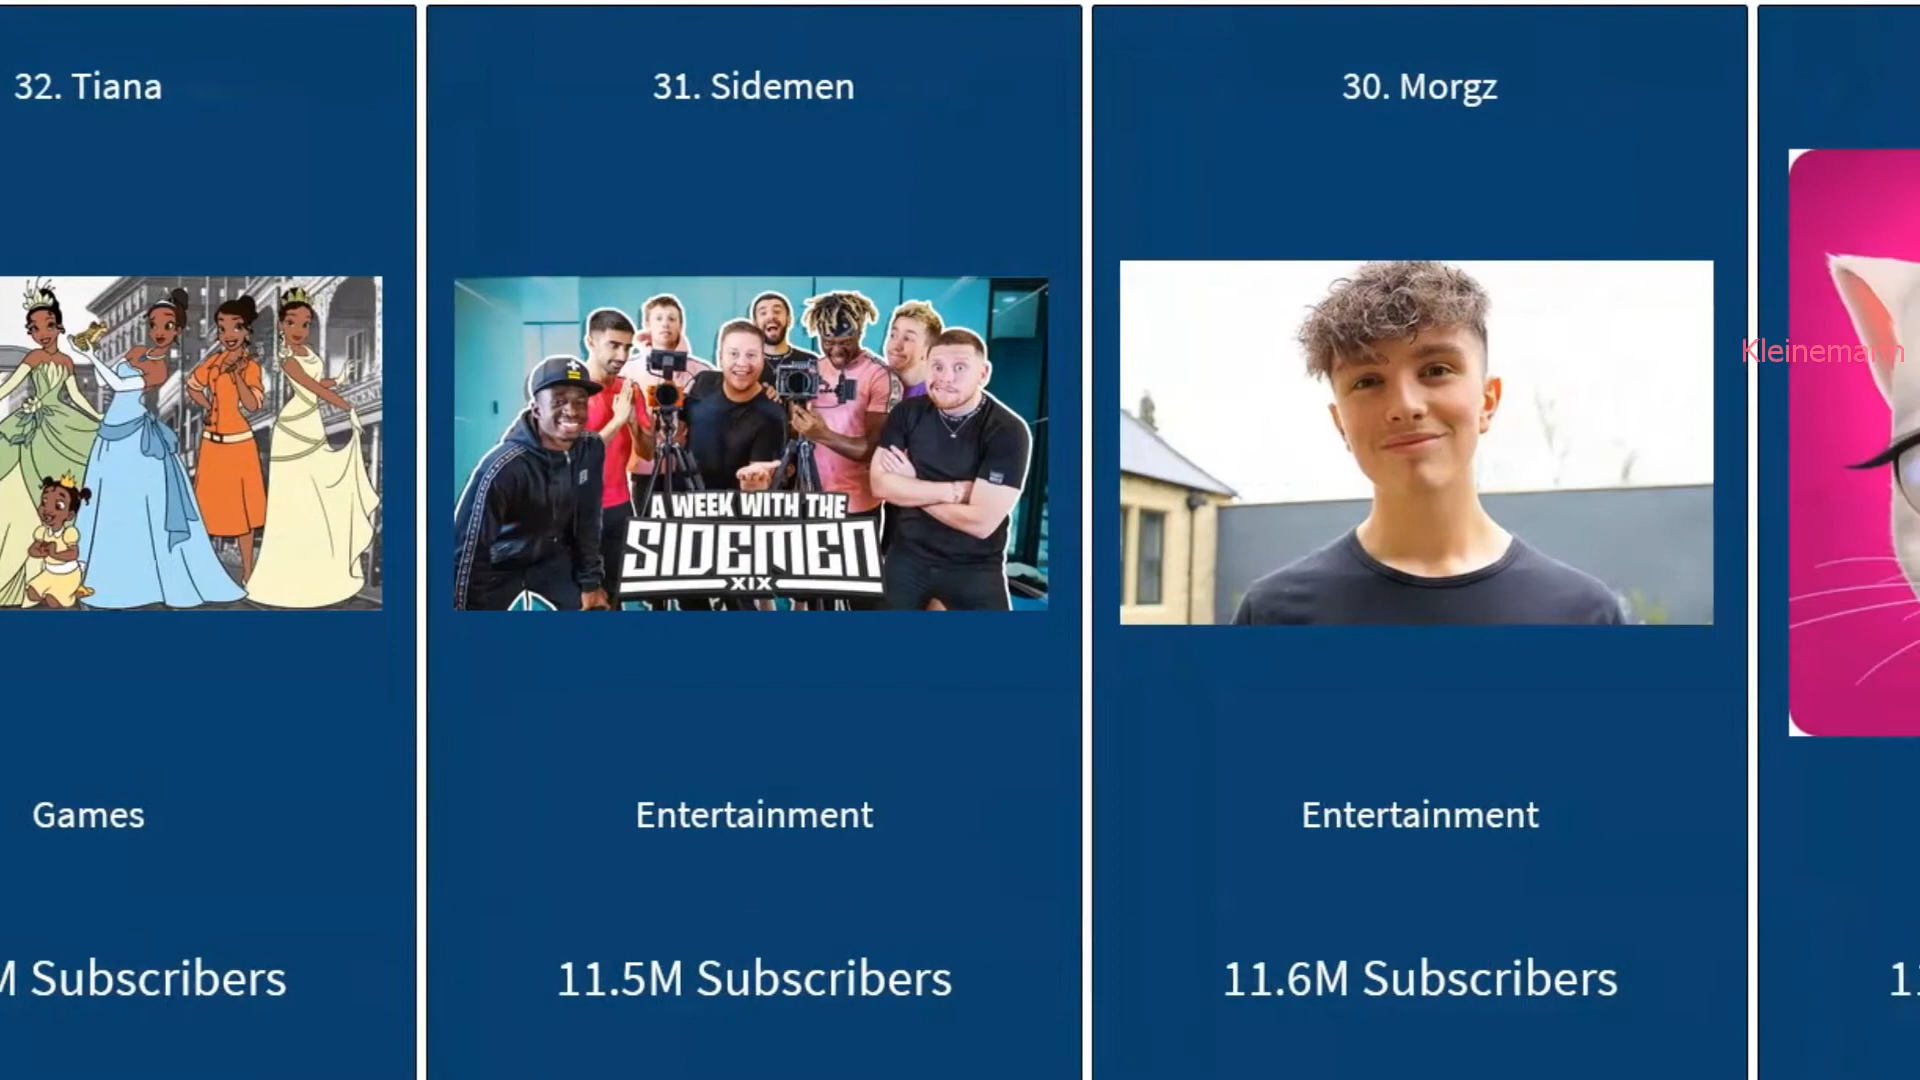 32. Tiana
Games
M Subscribers
31. Sidemen
A WEEK WITH THE
SIDEMEN
XIX
Entertainment
11.5M Subscribers
30. Morgz
Entertainment
11.6M Subscribers
Kleinemann